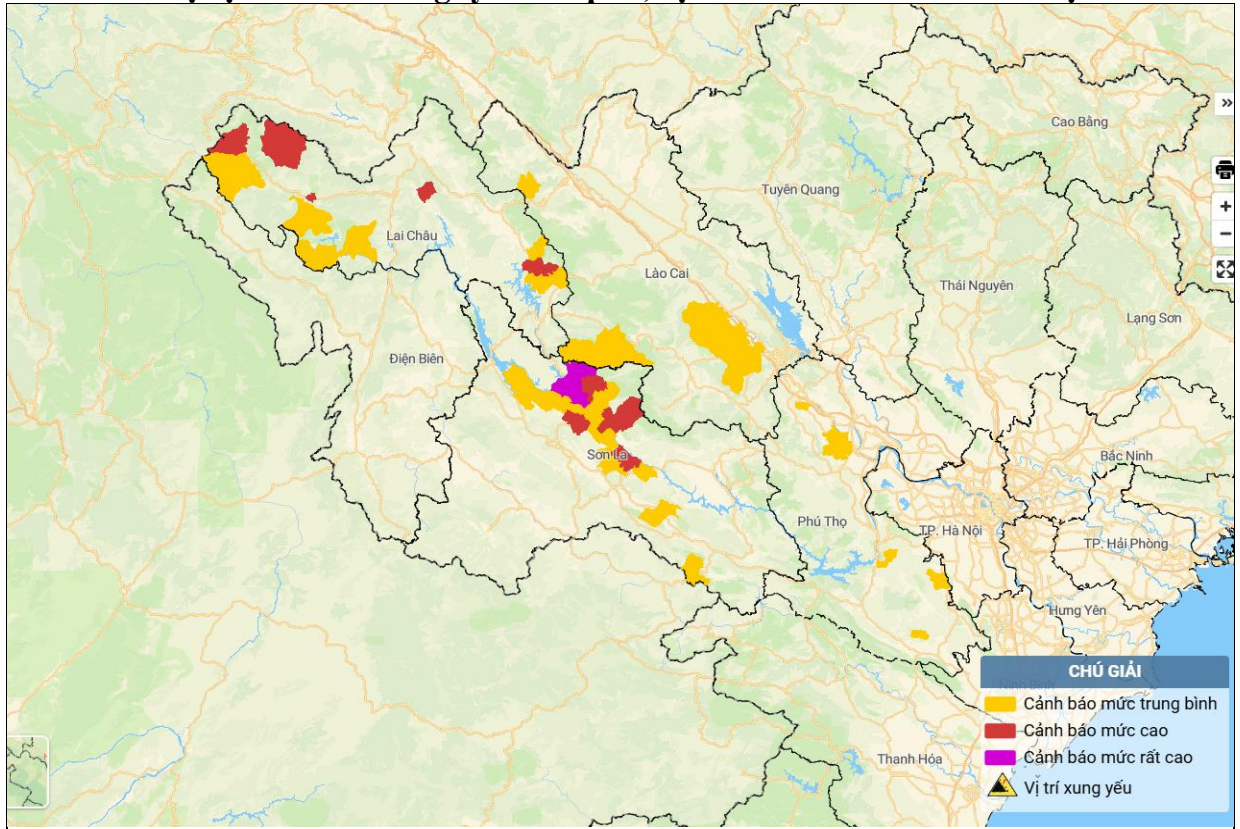 Cao Bằng
Tuyên Quang
Lai Châu
Lào Cai
Thái Nguyên
Lạng Sơn
Điện Biên
Sơn La
Bắc Ninh
Phú Thọ
TP. Hà Nội
TP. Hải Phòng
Hưng Yên
Ninh Bình
Thanh Hóa
»
+
−
CHÚ GIẢI
Cảnh báo mức trung bình
Cảnh báo mức cao
Cảnh báo mức rất cao
Vị trí xung yếu